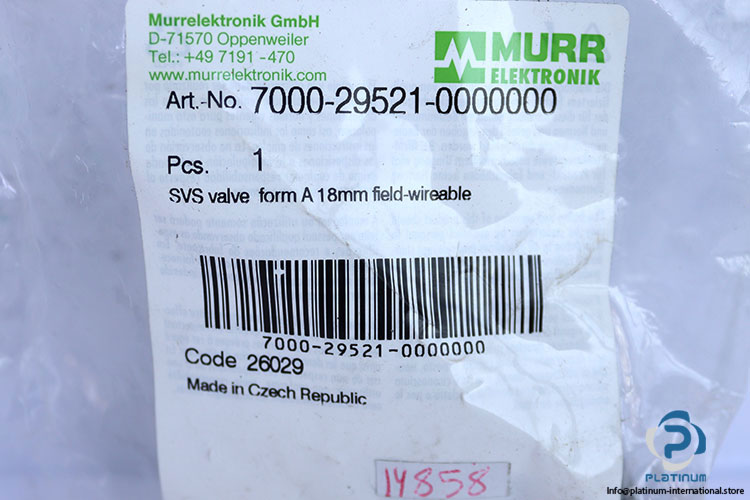 Murrelektronik GmbH
D-71570 Oppenweiler
Tel.: +49 7191 -470
www.murrelektronik.com
MURR
ELEKTRONIK
Art.-No. 7000-29521-0000000
Pcs. 1
SVS valve form A 18mm field-wireable
7000-29521-0000000
Code 26029
Made in Czech Republic
14858
PLATINUM
Info@platinum-international.store